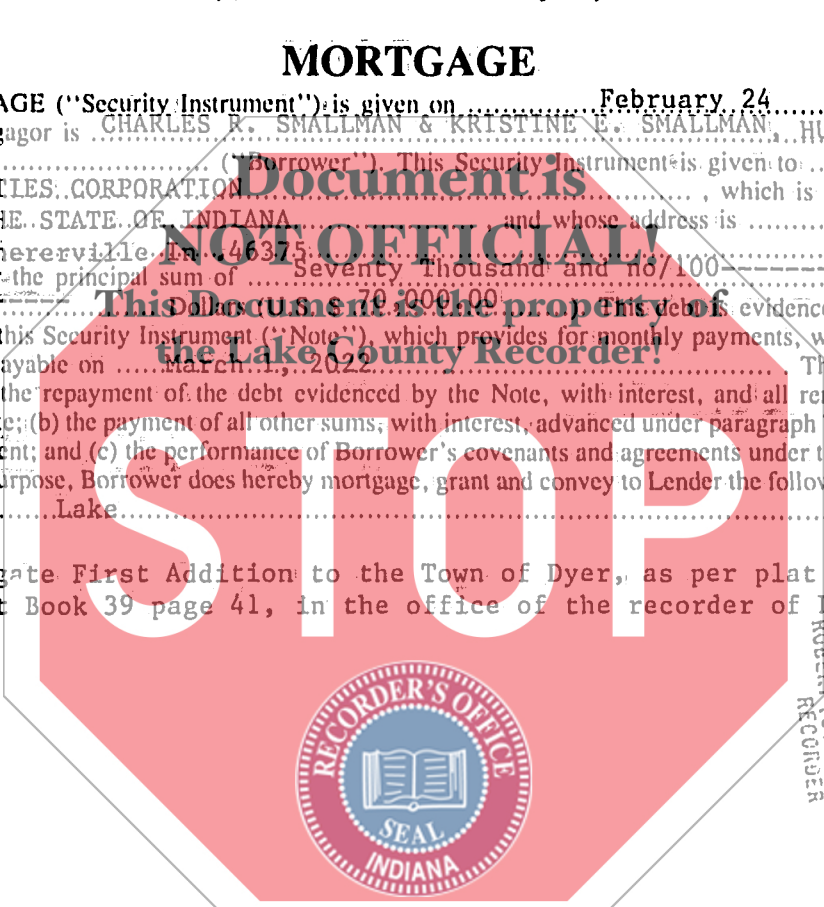 MORTGAGE
AGE ("Security Instrument") is given on February 24
gagor is CHARLES R. SMALLMAN & KRISTINE E. SMALLMAN, HU
("Borrower"). This Security Instrument is given to
TIES CORPORATION , which is
HE STATE OF INDIANA and whose address is
hererville In 46375
the principal sum of Seventy Thousand and no/100--------
Dollars (U.S. $ 70,000.00 ). This debt is evidence
this Security Instrument ("Note"), which provides for monthly payments, w
ayable on March 1, 2022 . Th
the repayment of the debt evidenced by the Note, with interest, and all re
e; (b) the payment of all other sums, with interest, advanced under paragraph
ent; and (c) the performance of Borrower's covenants and agreements under t
urpose, Borrower does hereby mortgage, grant and convey to Lender the follow
Lake
gate First Addition to the Town of Dyer, as per plat
t Book 39 page 41, in the office of the recorder of L
Document is
NOT OFFICIAL!
This Document is the property of
the Lake County Recorder!
STOP
RECORDER'S OFFICE
SEAL
INDIANA
RECORDER